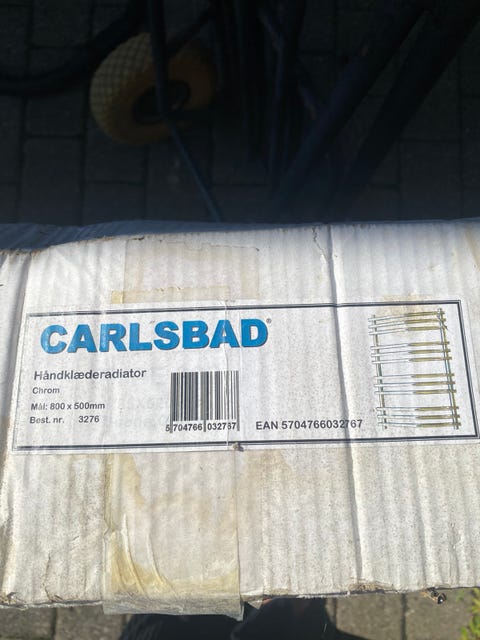 CARLSBAD®
Håndklæderadiator
Chrom
Mål: 800 x 500mm
Best. nr. 3276
5 704766 032767
EAN 5704766032767